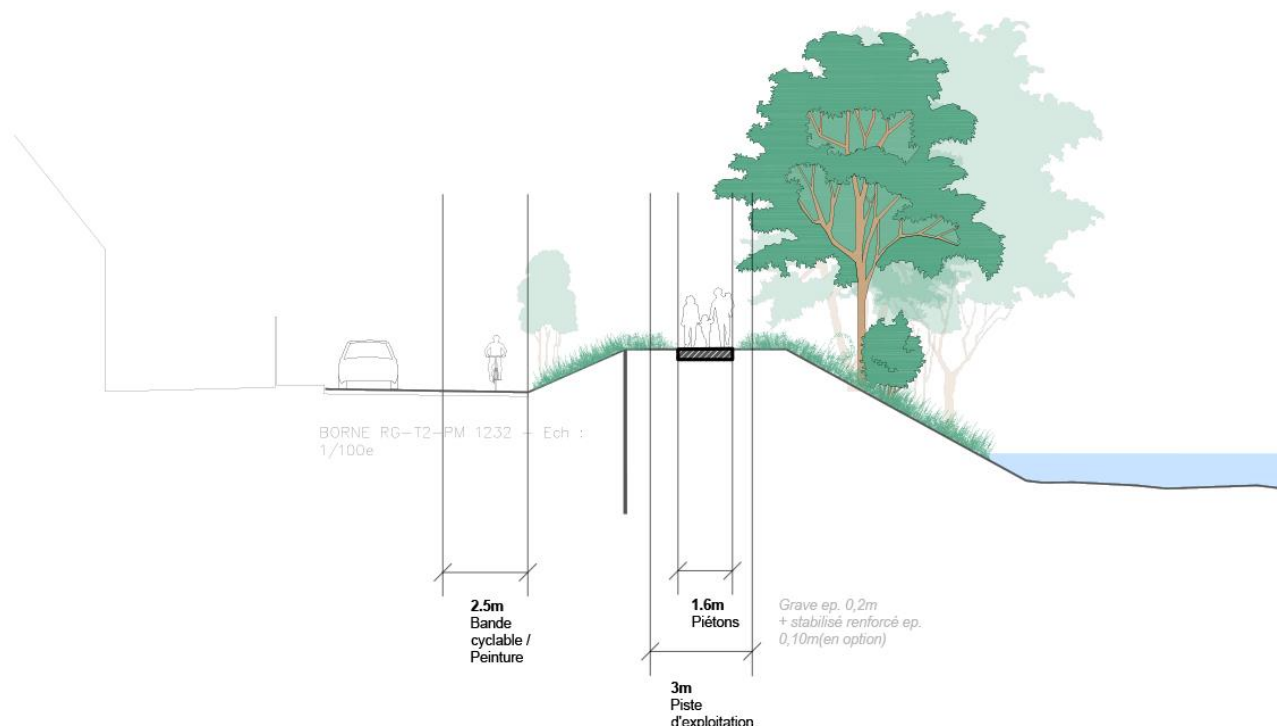 BORNE RG-T2-PM 1232 - Ech :
1/100e
2.5m
Bande
cyclable /
Peinture
1.6m
Piétons
Grave ep. 0,2m
+ stabilisé renforcé ep.
0,10m(en option)
3m
Piste
d'exploitation